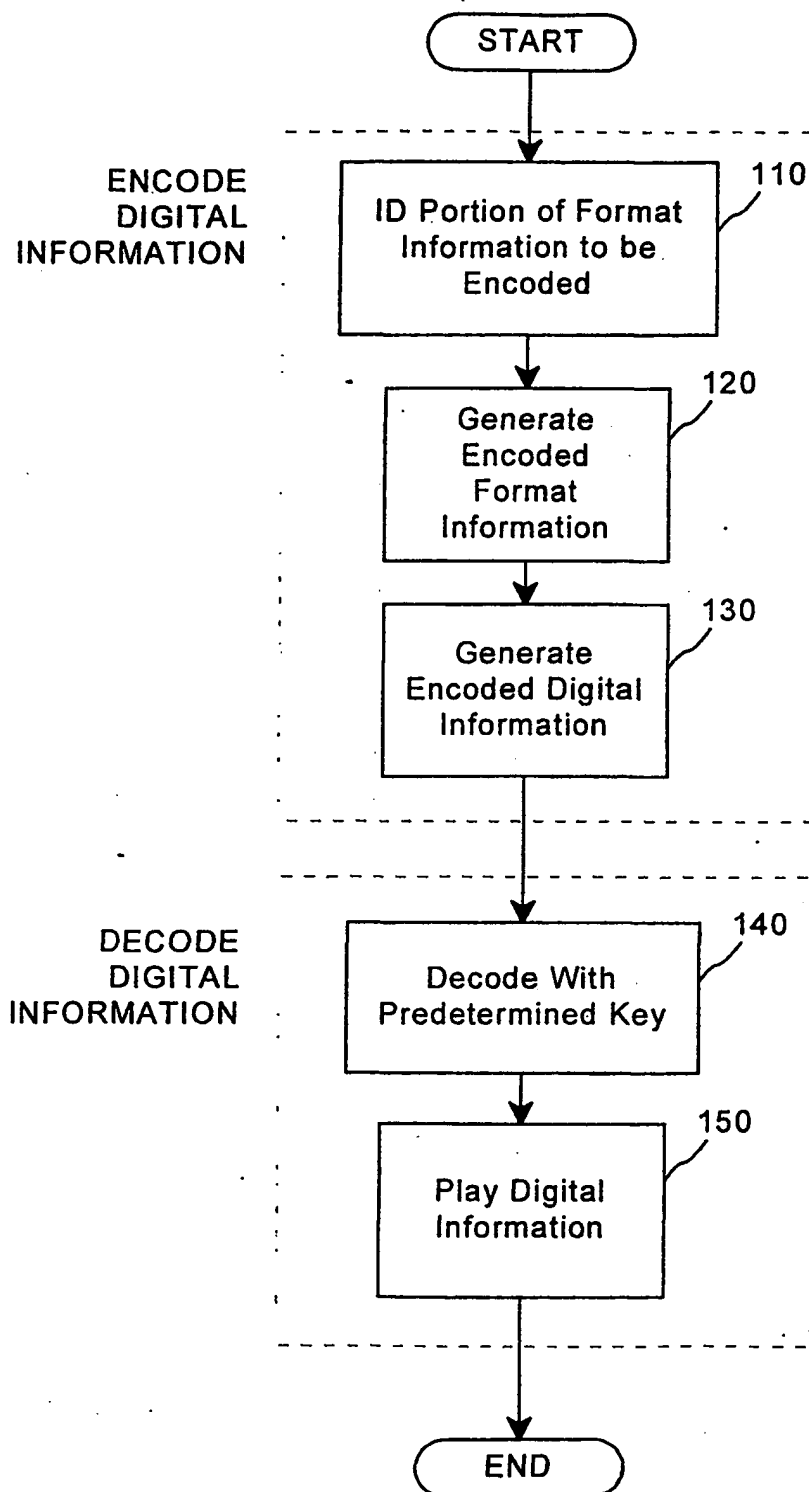 START
ENCODE
DIGITAL
INFORMATION
110
ID Portion of Format
Information to be
Encoded
120
Generate
Encoded
Format
Information
130
Generate
Encoded Digital
Information
DECODE
DIGITAL
INFORMATION
140
Decode With
Predetermined Key
150
Play Digital
Information
END